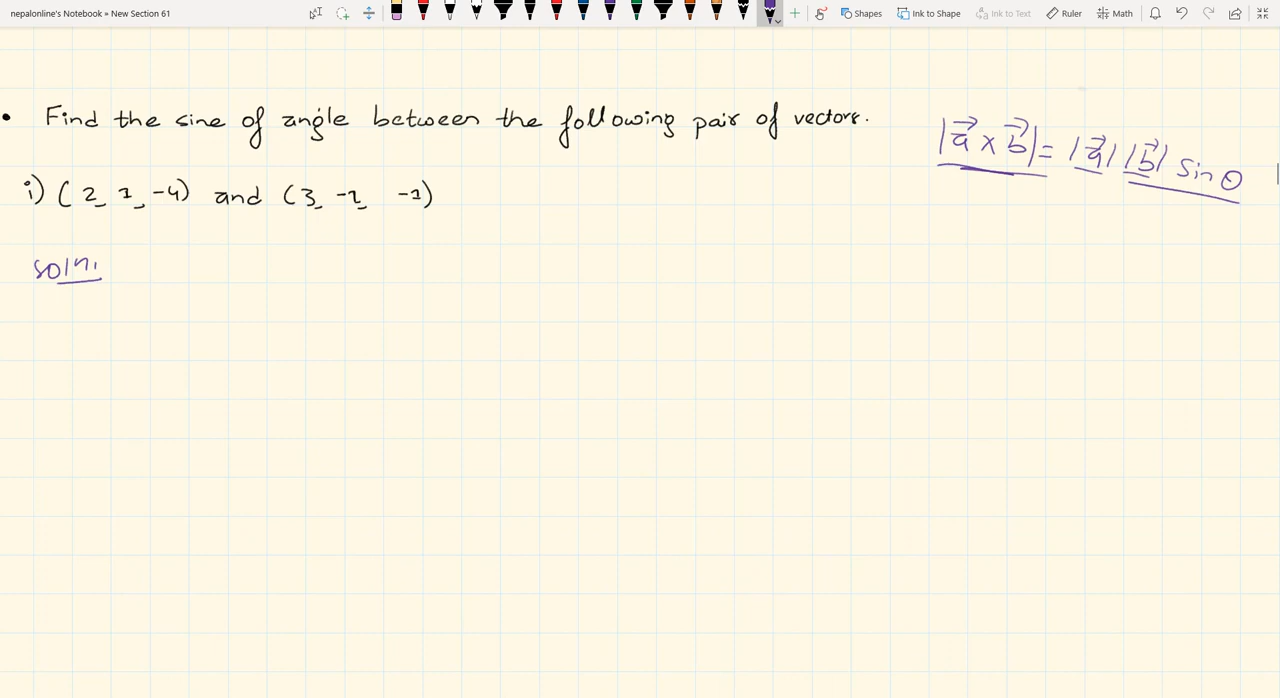 nepalonline's Notebook » New Section 61
Shapes Ink to Shape Ink to Text Ruler Math
• Find the sine of angle between the following pair of vectors.
|a⃗ × b⃗| = |a⃗| |b⃗| sin θ
i) (2, 1, -4) and (3, -1, -1)
soln: